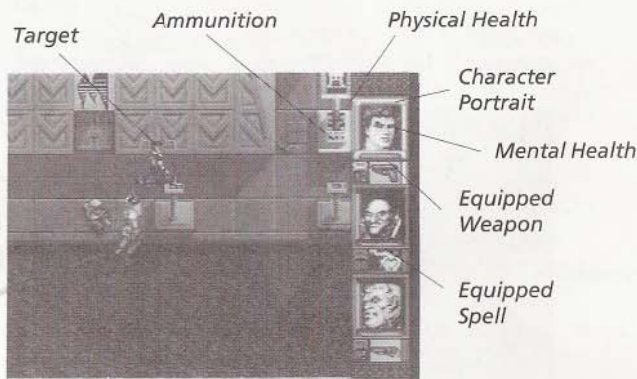 Target
Ammunition
Physical Health
Character
Portrait
Mental Health
Equipped
Weapon
Equipped
Spell